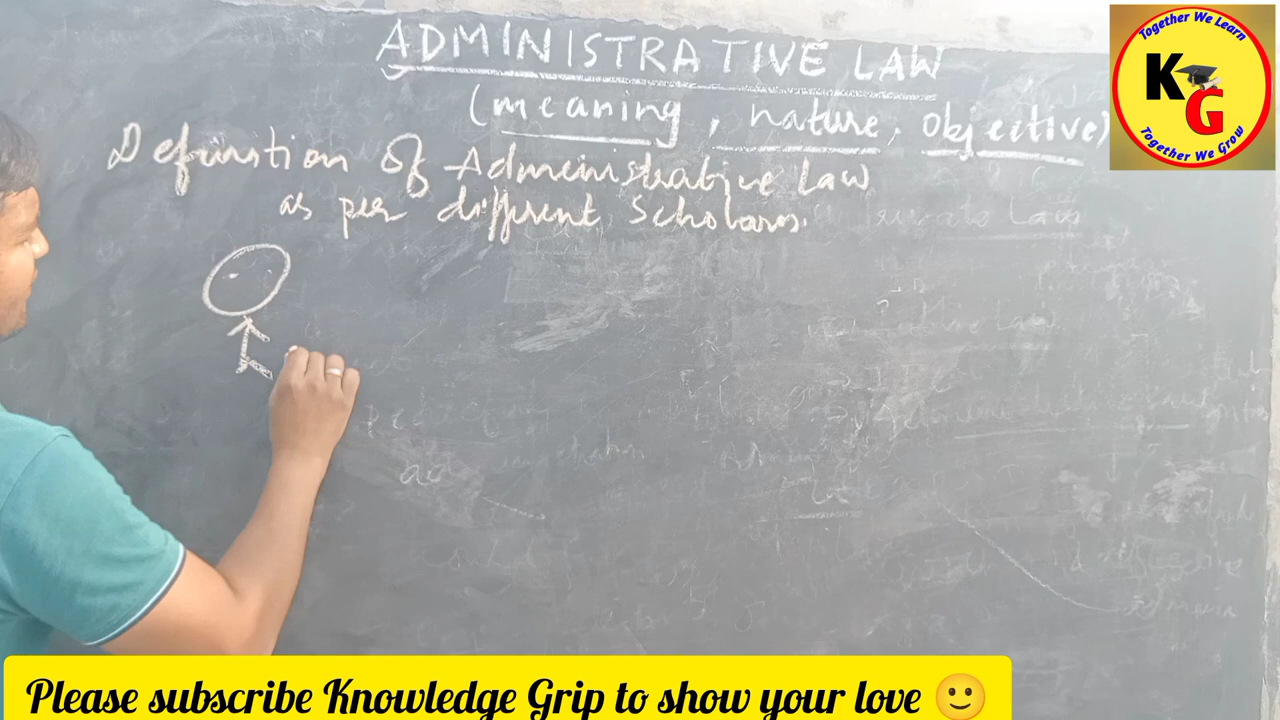 ADMINISTRATIVE LAW
(meaning, nature, Objective)
Definition Of Administrative Law
as per different Scholars.
Together We Learn
KG
Together We Grow
Please subscribe Knowledge Grip to show your love 🙂